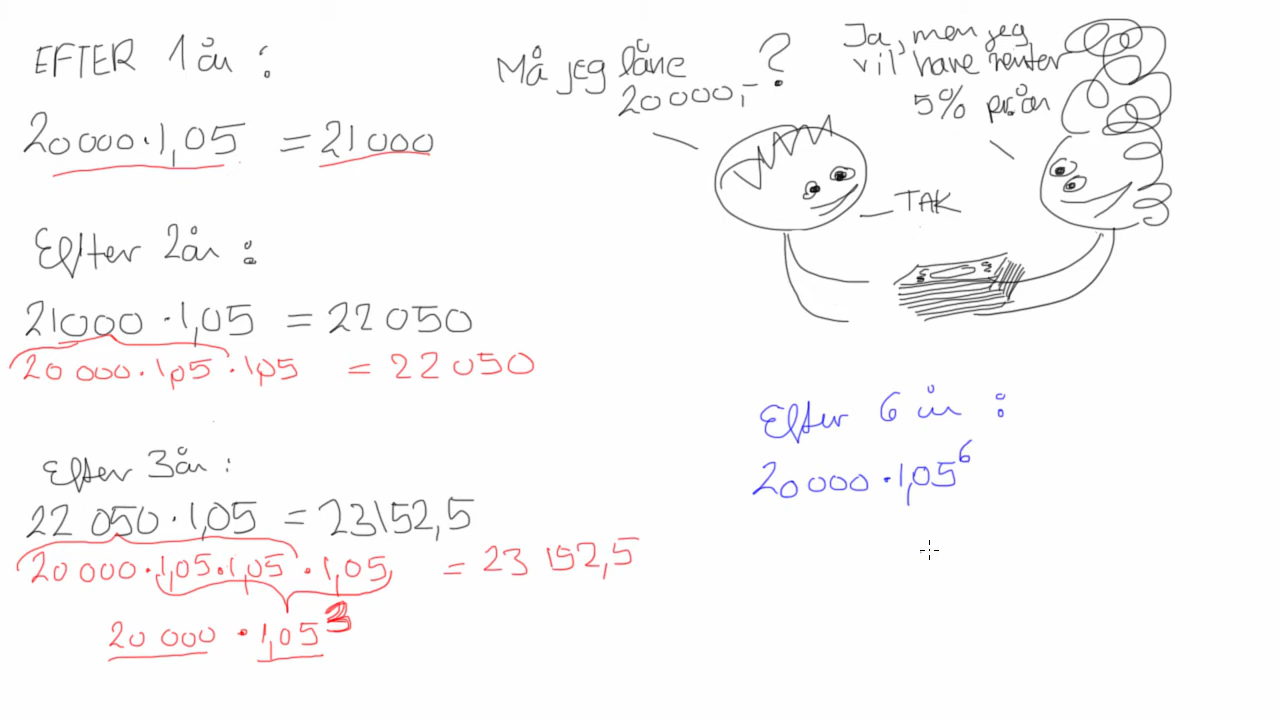 EFTER 1 år :
20000 · 1,05 = 21000
Efter 2 år :
21000 · 1,05 = 22050
20 000 · 1,05 · 1,05 = 22050
Efter 3 år :
22 050 · 1,05 = 23152,5
20 000 · 1,05 · 1,05 · 1,05 = 23 152,5
20 000 · 1,05³
Må jeg låne
20000,- ?
Ja, men jeg
vil have renter
5% pr. år
TAK
Efter 6 år :
20000 · 1,05⁶